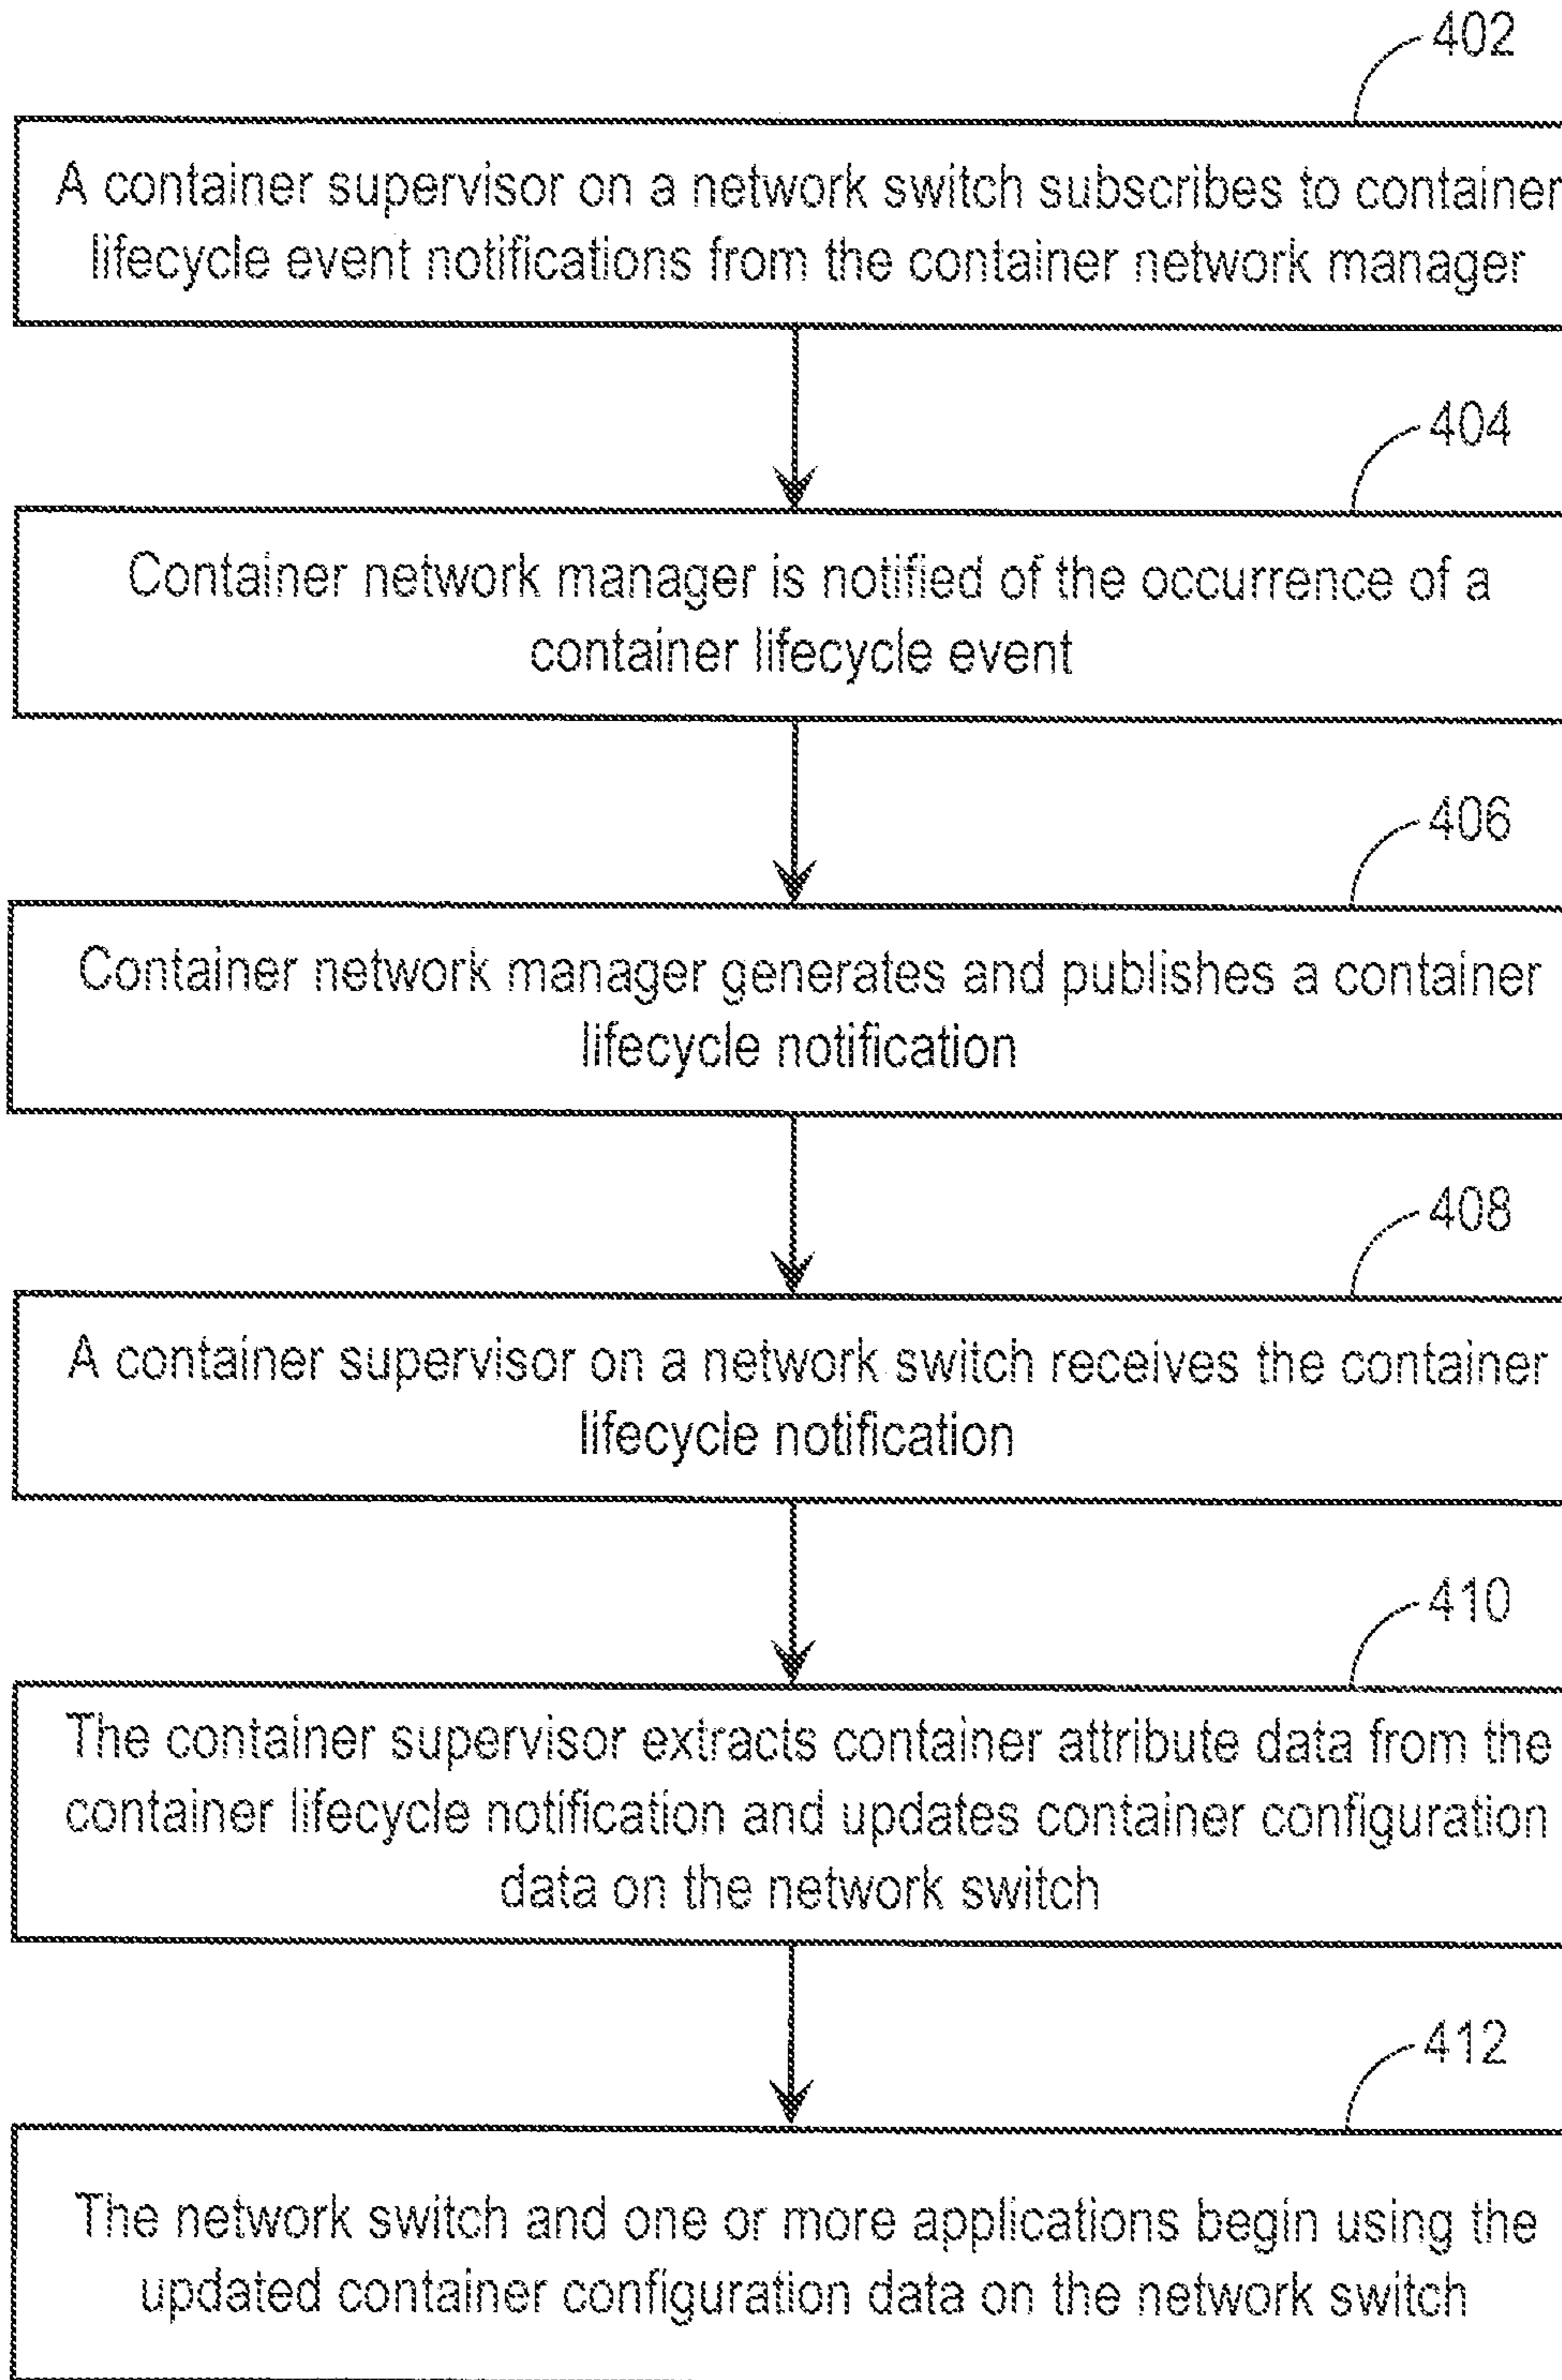 402
A container supervisor on a network switch subscribes to container
lifecycle event notifications from the container network manager
404
Container network manager is notified of the occurrence of a
container lifecycle event
406
Container network manager generates and publishes a container
lifecycle notification
408
A container supervisor on a network switch receives the container
lifecycle notification
410
The container supervisor extracts container attribute data from the
container lifecycle notification and updates container configuration
data on the network switch
412
The network switch and one or more applications begin using the
updated container configuration data on the network switch